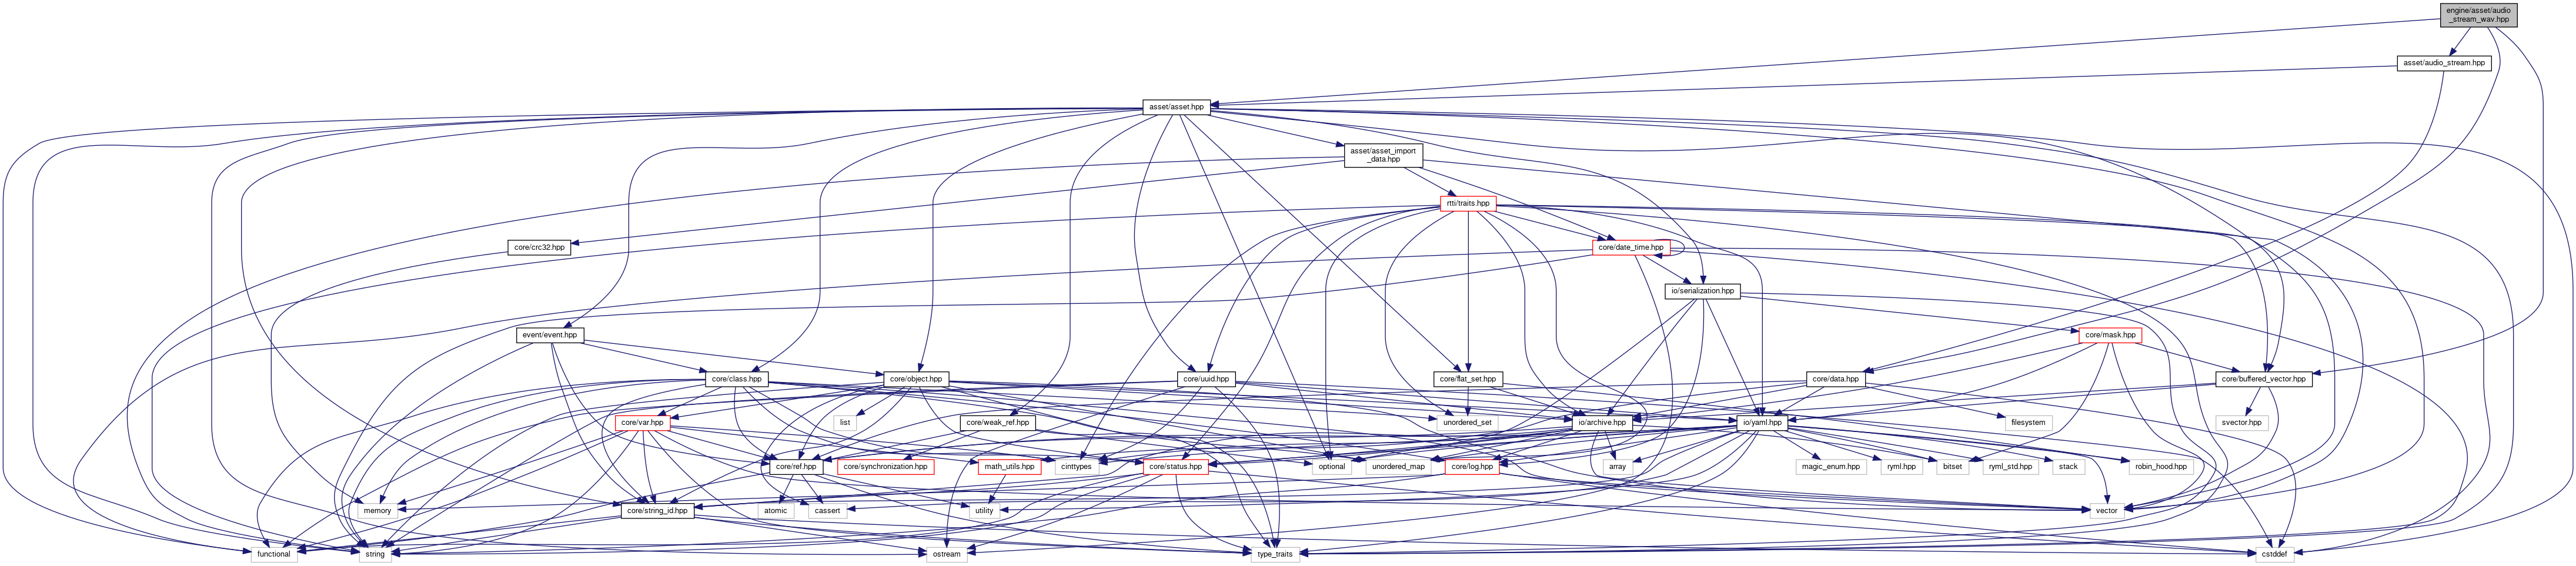 engine/asset/audio
_stream_wav.hpp
asset/audio_stream.hpp
asset/asset.hpp
asset/asset_import
_data.hpp
rtti/traits.hpp
core/crc32.hpp
core/date_time.hpp
io/serialization.hpp
event/event.hpp
core/mask.hpp
core/class.hpp
core/object.hpp
core/uuid.hpp
core/flat_set.hpp
core/data.hpp
core/buffered_vector.hpp
core/var.hpp
list
core/weak_ref.hpp
unordered_set
io/archive.hpp
io/yaml.hpp
filesystem
svector.hpp
core/ref.hpp
core/synchronization.hpp
math_utils.hpp
cinttypes
core/status.hpp
optional
unordered_map
core/log.hpp
array
magic_enum.hpp
ryml.hpp
bitset
ryml_std.hpp
stack
robin_hood.hpp
memory
core/string_id.hpp
atomic
cassert
utility
vector
functional
string
ostream
type_traits
cstddef